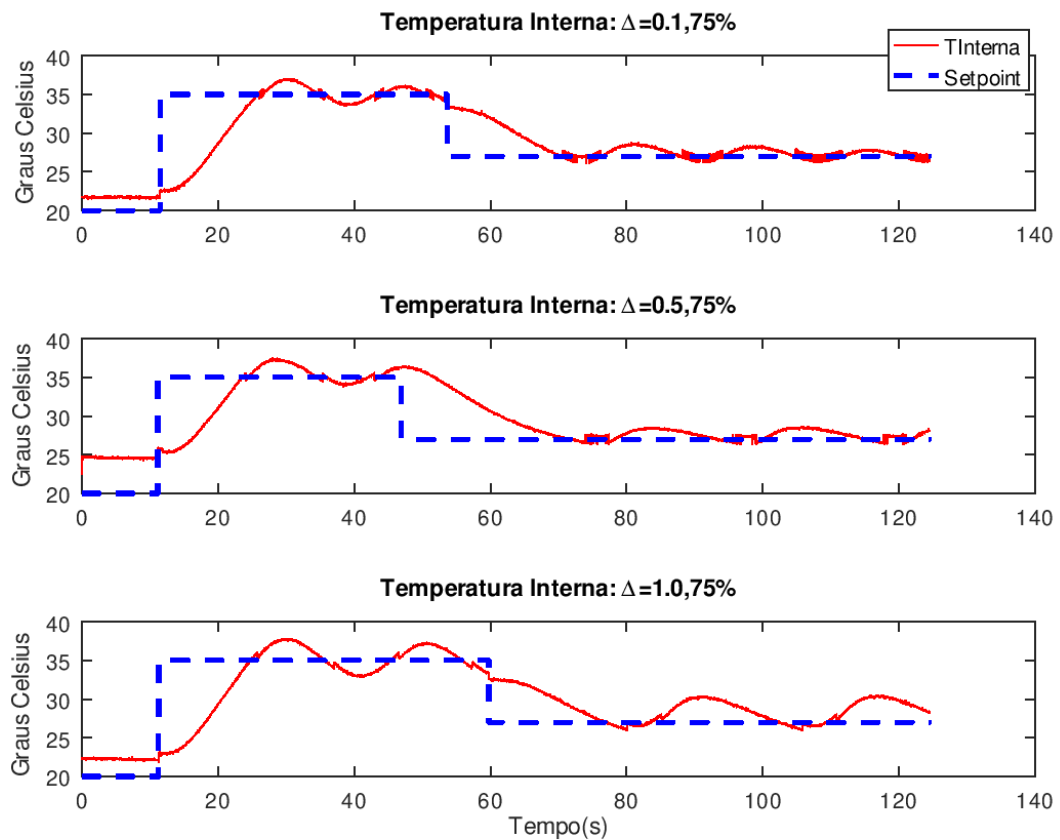 Temperatura Interna: Δ=0.1,75%
TInterna
Setpoint
Graus Celsius
40
35
30
25
20
0 20 40 60 80 100 120 140
Temperatura Interna: Δ=0.5,75%
Graus Celsius
40
35
30
25
20
0 20 40 60 80 100 120 140
Temperatura Interna: Δ=1.0,75%
Graus Celsius
40
35
30
25
20
0 20 40 60 80 100 120 140
Tempo(s)